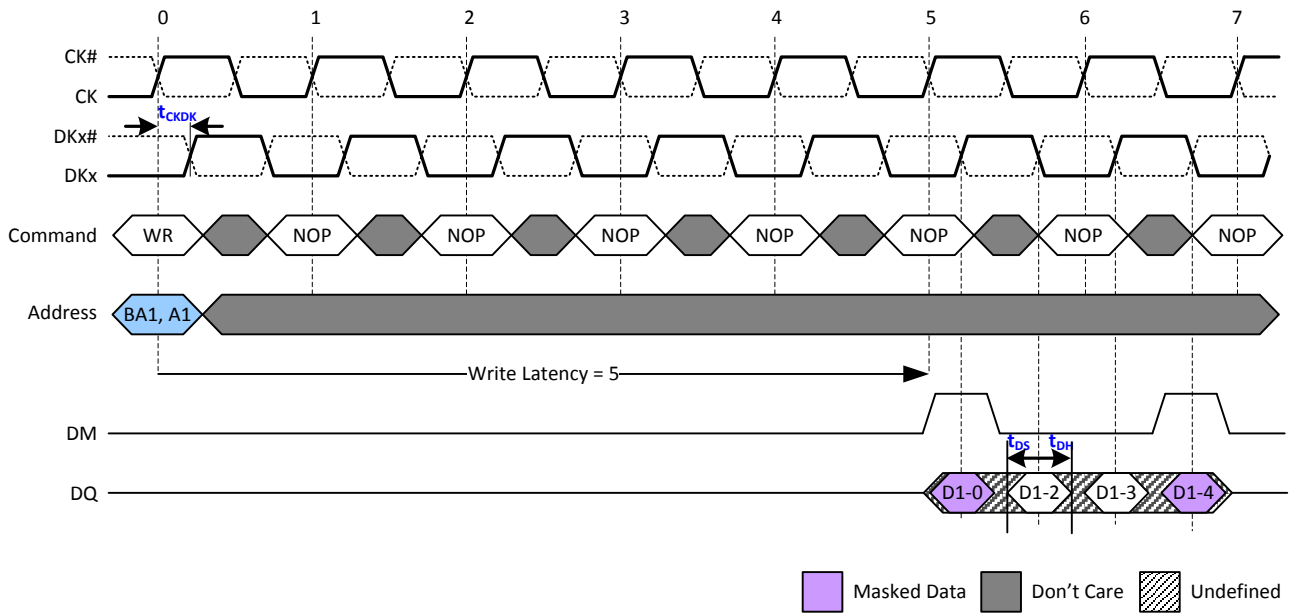 0 1 2 3 4 5 6 7
CK#
CK
tCKDK
DKx#
DKx
Command WR NOP NOP NOP NOP NOP NOP NOP
Address BA1, A1
Write Latency = 5
DM
tDS tDH
DQ D1-0 D1-2 D1-3 D1-4
Masked Data Don't Care Undefined